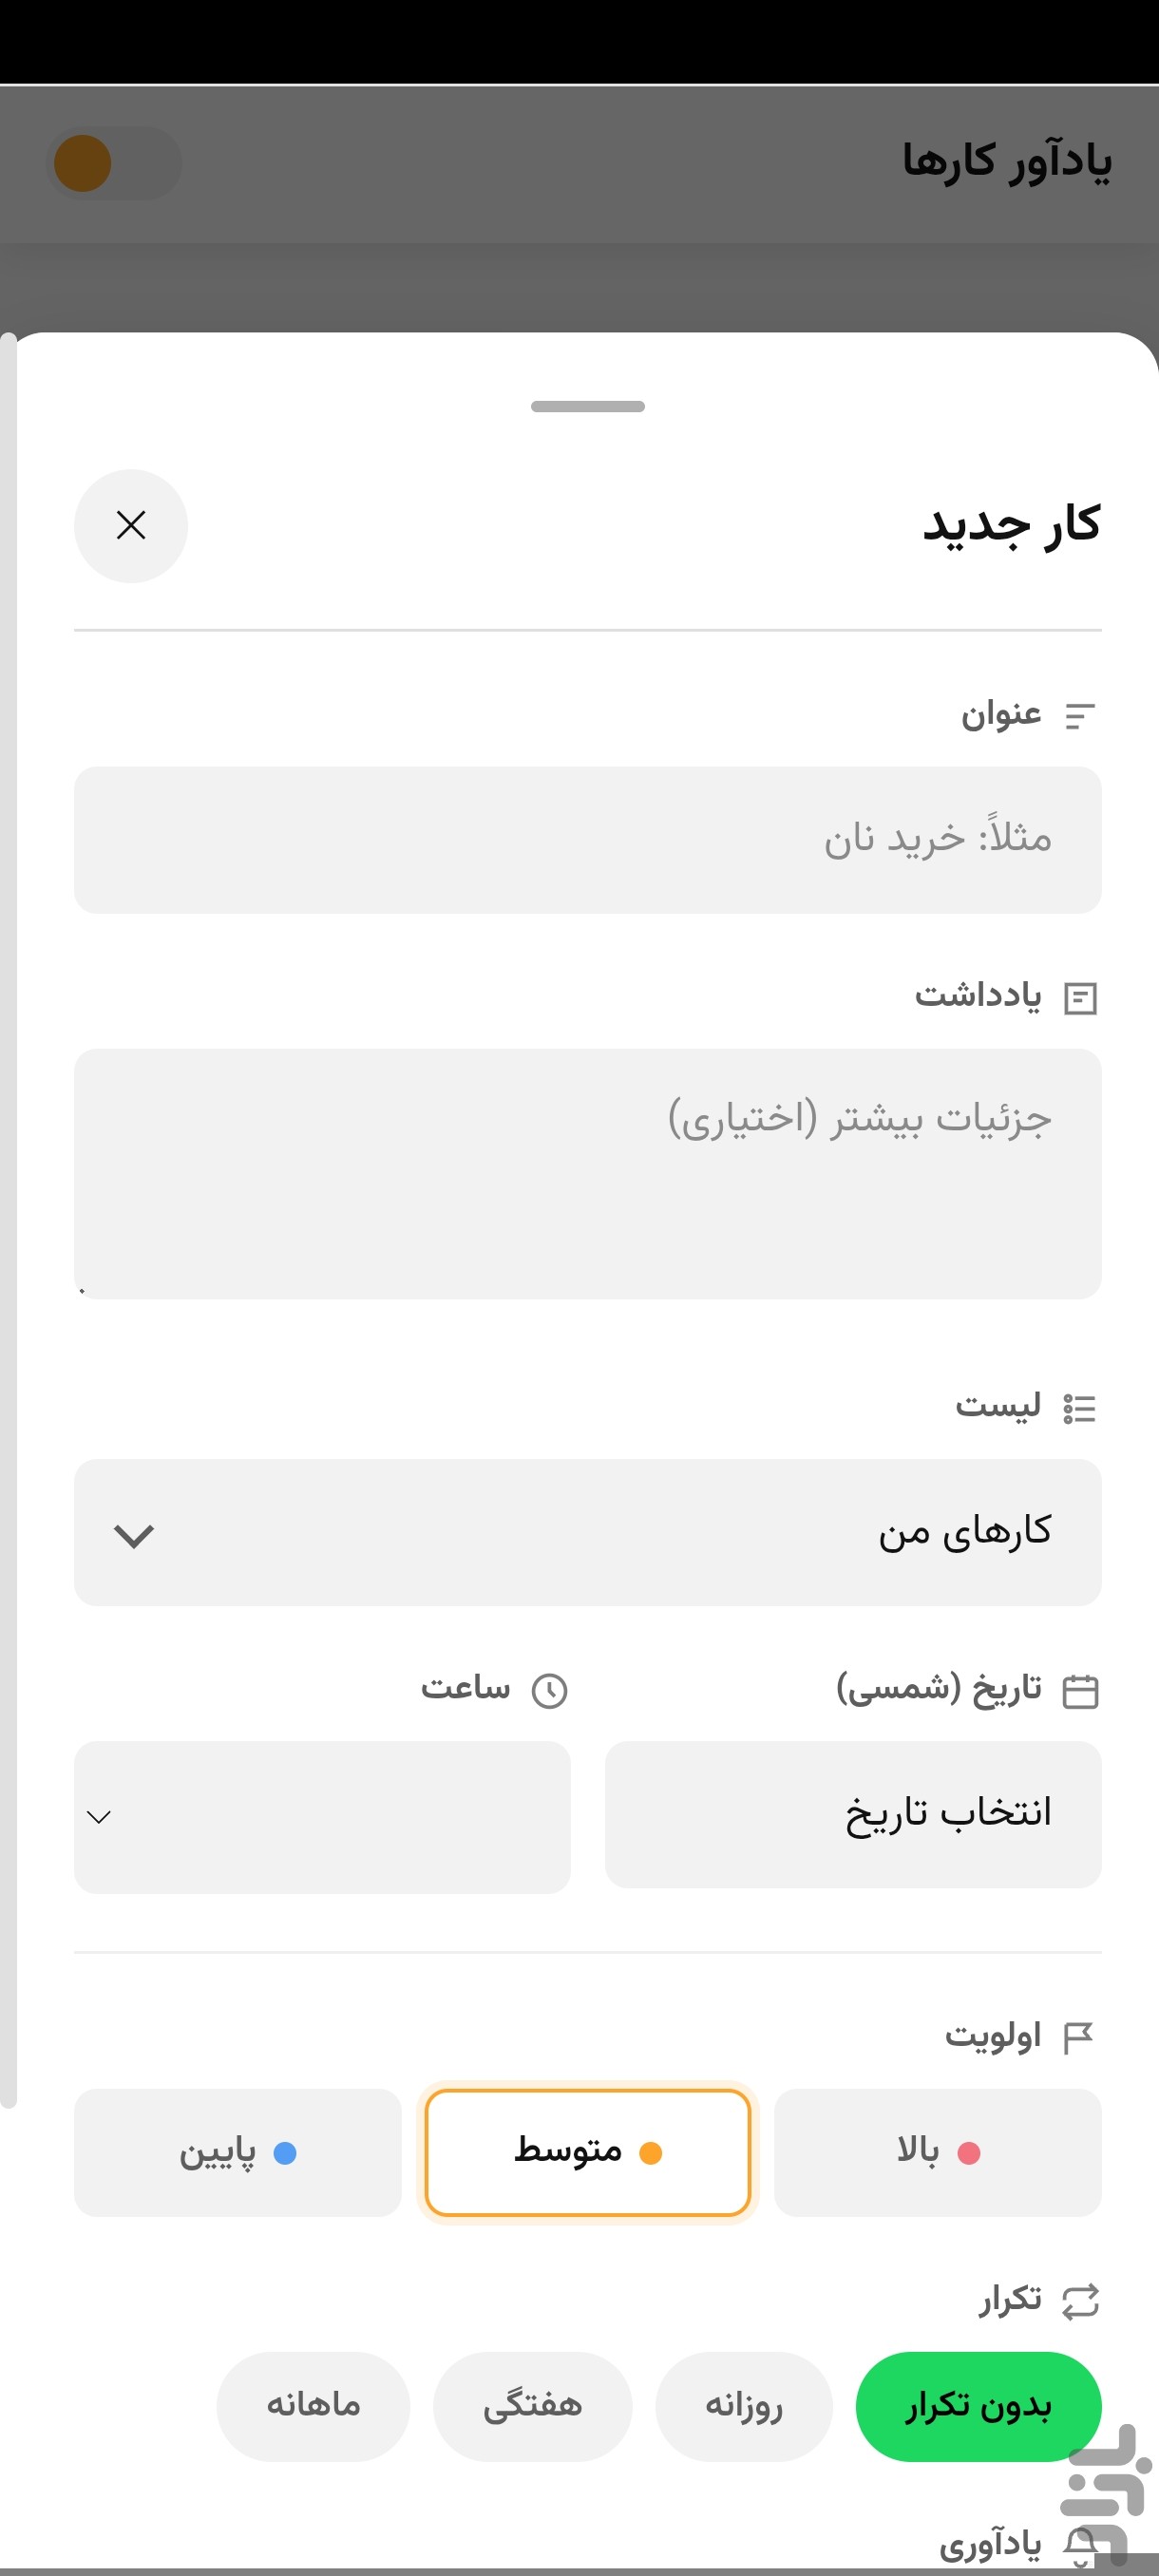 یادآور کارها
کار جدید
عنوان
مثلاً: خرید نان
یادداشت
جزئیات بیشتر (اختیاری)
لیست
کارهای من
تاریخ (شمسی)
ساعت
انتخاب تاریخ
اولویت
بالا
متوسط
پایین
تکرار
بدون تکرار
روزانه
هفتگی
ماهانه
یادآوری